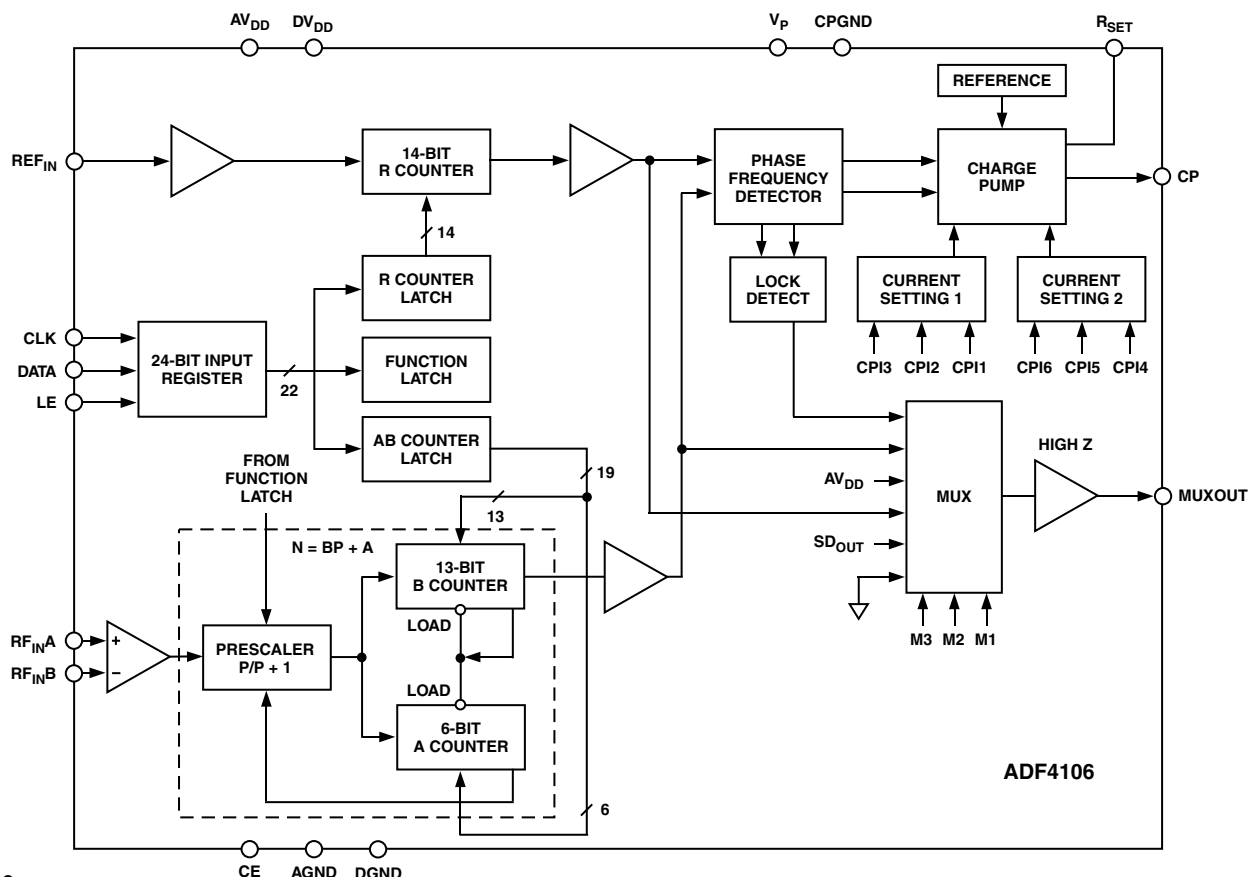 AVDD
DVDD
VP
CPGND
RSET
REFERENCE
REFIN
14-BIT
R COUNTER
PHASE
FREQUENCY
DETECTOR
CHARGE
PUMP
CP
14
R COUNTER
LATCH
LOCK
DETECT
CURRENT
SETTING 1
CURRENT
SETTING 2
CLK
DATA
LE
24-BIT INPUT
REGISTER
22
FUNCTION
LATCH
CPI3
CPI2
CPI1
CPI6
CPI5
CPI4
AB COUNTER
LATCH
19
FROM
FUNCTION
LATCH
13
AVDD
MUX
HIGH Z
MUXOUT
SDOUT
N = BP + A
13-BIT
B COUNTER
LOAD
M3
M2
M1
RFINA
RFINB
+
−
PRESCALER
P/P + 1
LOAD
6-BIT
A COUNTER
6
ADF4106
CE
AGND
DGND